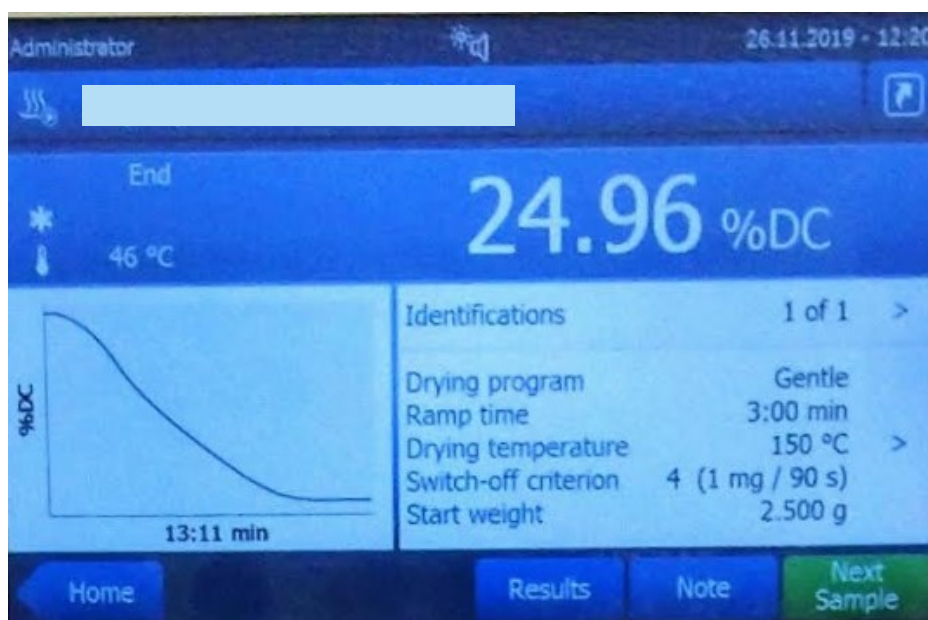 Administrator
26.11.2019 - 12:20
End
24.96 %DC
46 °C
Identifications 1 of 1 >
Drying program Gentle
Ramp time 3:00 min
Drying temperature 150 °C >
Switch-off criterion 4 (1 mg / 90 s)
Start weight 2.500 g
%DC
13:11 min
Home
Results
Note
Next
Sample